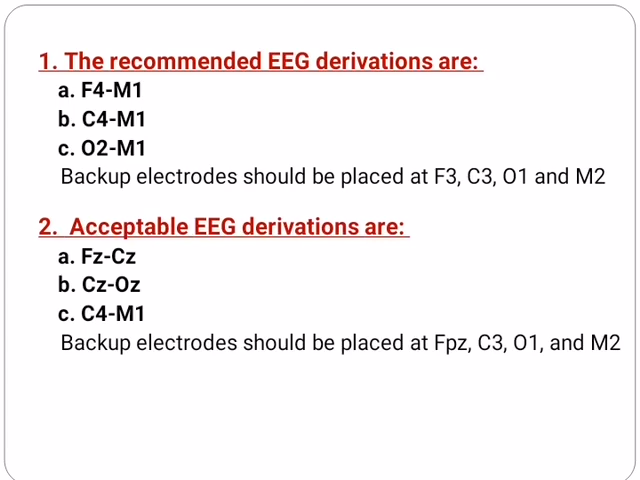 1. The recommended EEG derivations are:
a. F4-M1
b. C4-M1
c. O2-M1
Backup electrodes should be placed at F3, C3, O1 and M2
2. Acceptable EEG derivations are:
a. Fz-Cz
b. Cz-Oz
c. C4-M1
Backup electrodes should be placed at Fpz, C3, O1, and M2